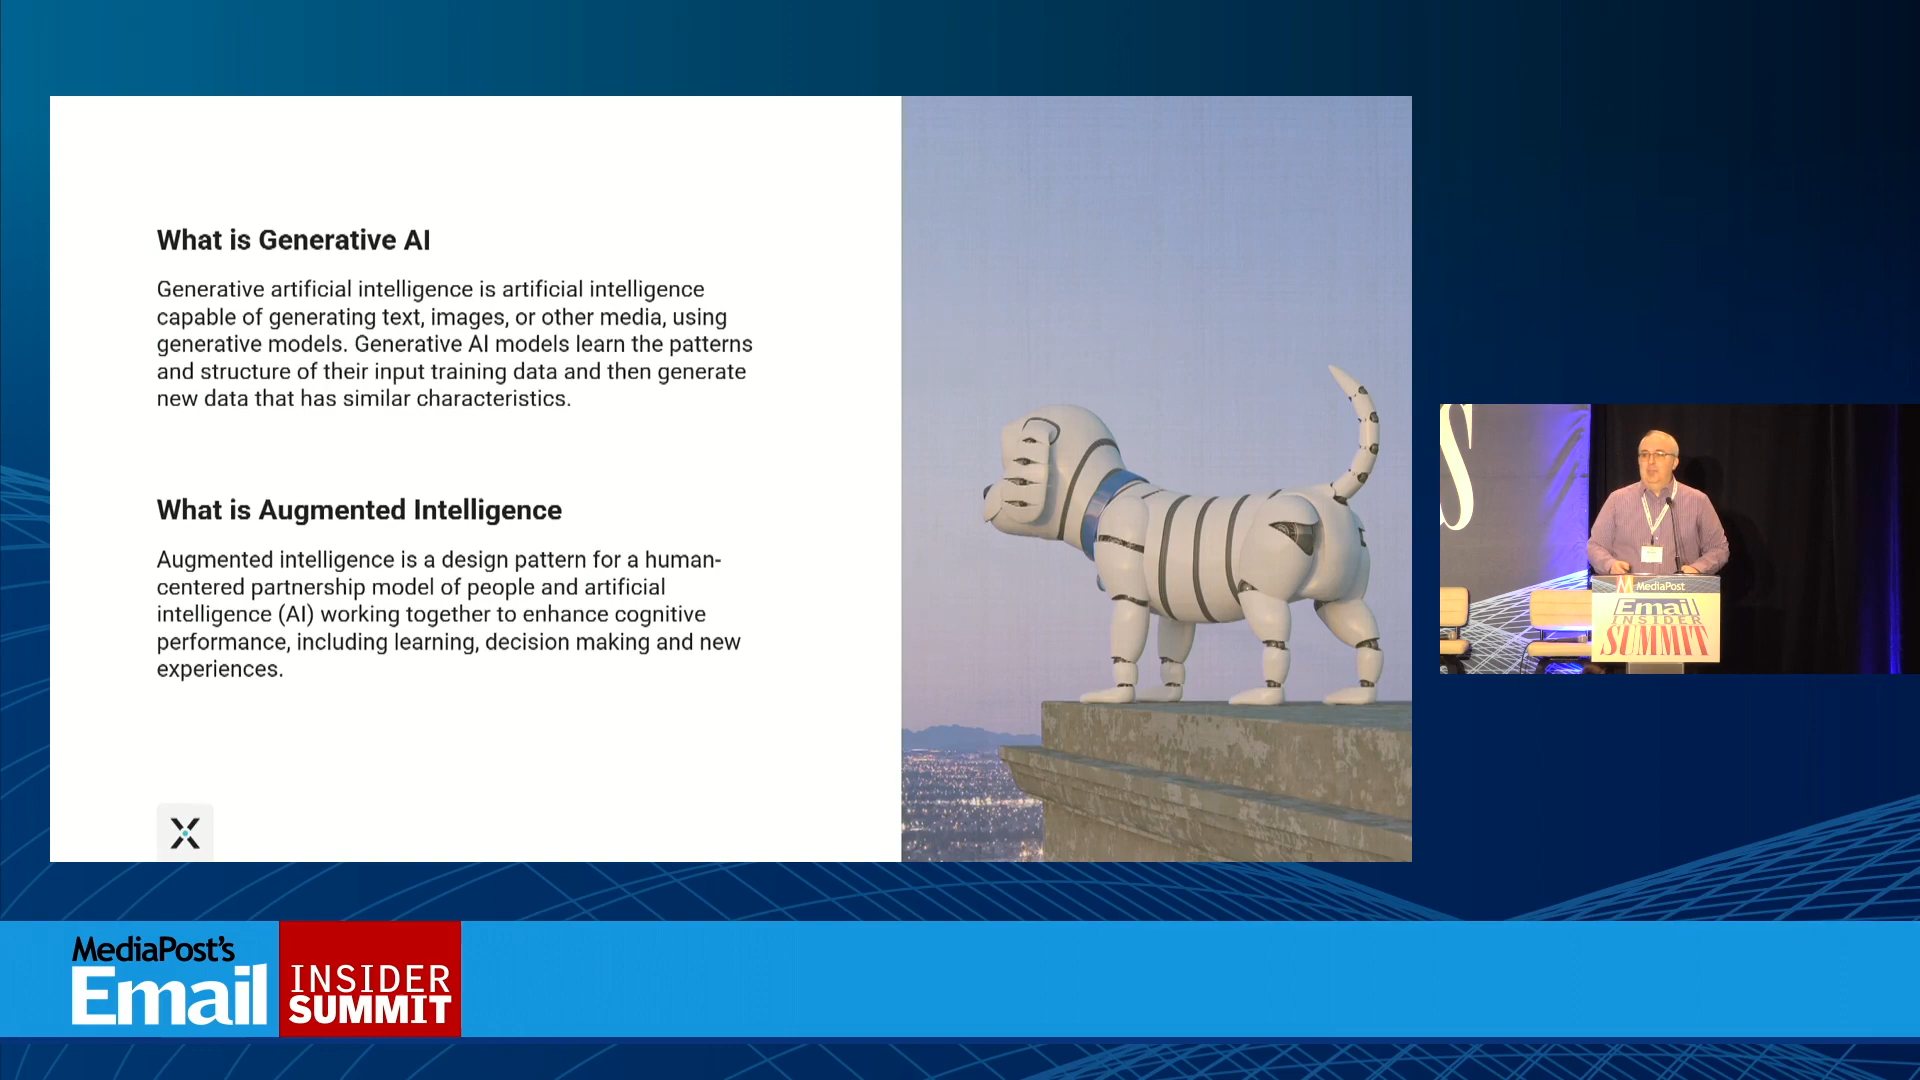 What is Generative AI
Generative artificial intelligence is artificial intelligence
capable of generating text, images, or other media, using
generative models. Generative AI models learn the patterns
and structure of their input training data and then generate
new data that has similar characteristics.
What is Augmented Intelligence
Augmented intelligence is a design pattern for a human-
centered partnership model of people and artificial
intelligence (AI) working together to enhance cognitive
performance, including learning, decision making and new
experiences.
X
S
MediaPost
Email
INSIDER
SUMMIT
MediaPost's
Email
INSIDER
SUMMIT